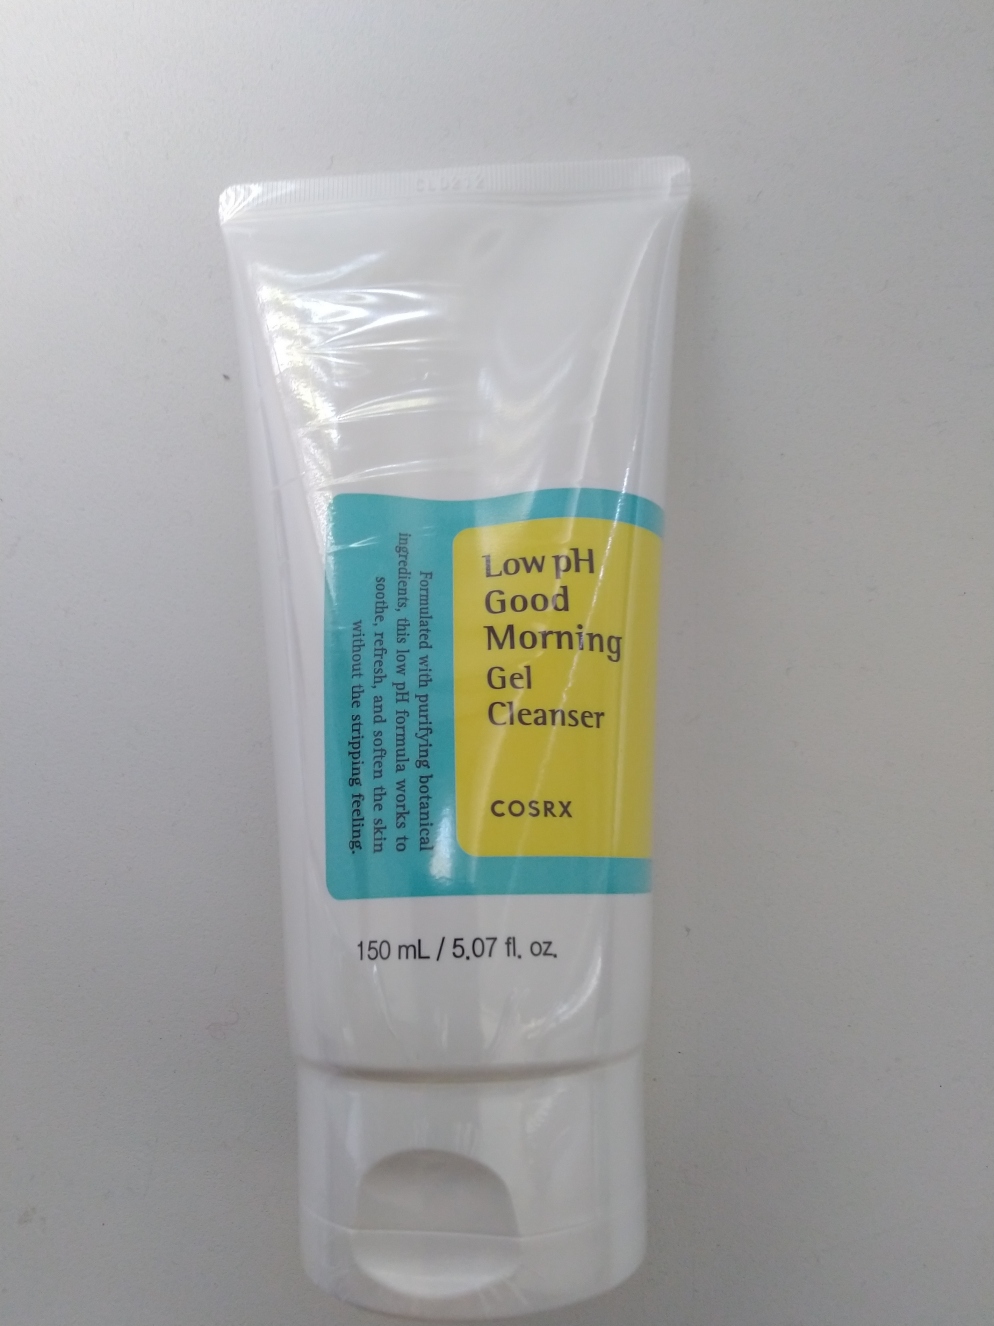 Low pH
Good
Morning
Gel
Cleanser
COSRX
Formulated with purifying botanical
ingredients, this low pH formula works to
soothe, refresh, and soften the skin
without the stripping feeling.
150 mL / 5.07 fl. oz.